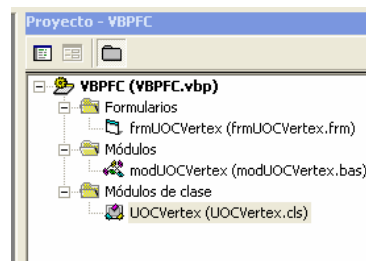 Proyecto - VBPFC
VBPFC (VBPFC.vbp)
Formularios
frmUOCVertex (frmUOCVertex.frm)
Módulos
modUOCVertex (modUOCVertex.bas)
Módulos de clase
UOCVertex (UOCVertex.cls)